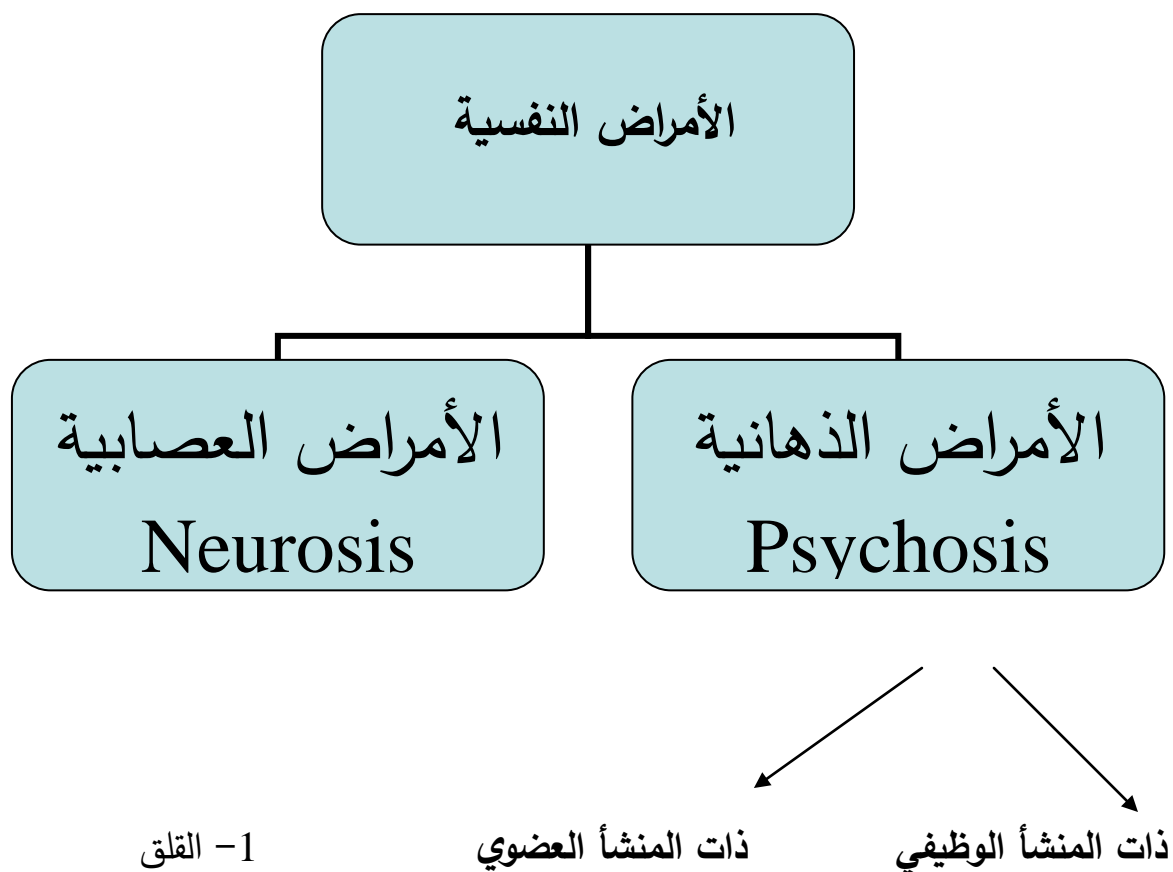 الأمراض النفسية
الأمراض الذهانية
Psychosis
الأمراض العصابية
Neurosis
ذات المنشأ الوظيفي
ذات المنشأ العضوي
1- القلق